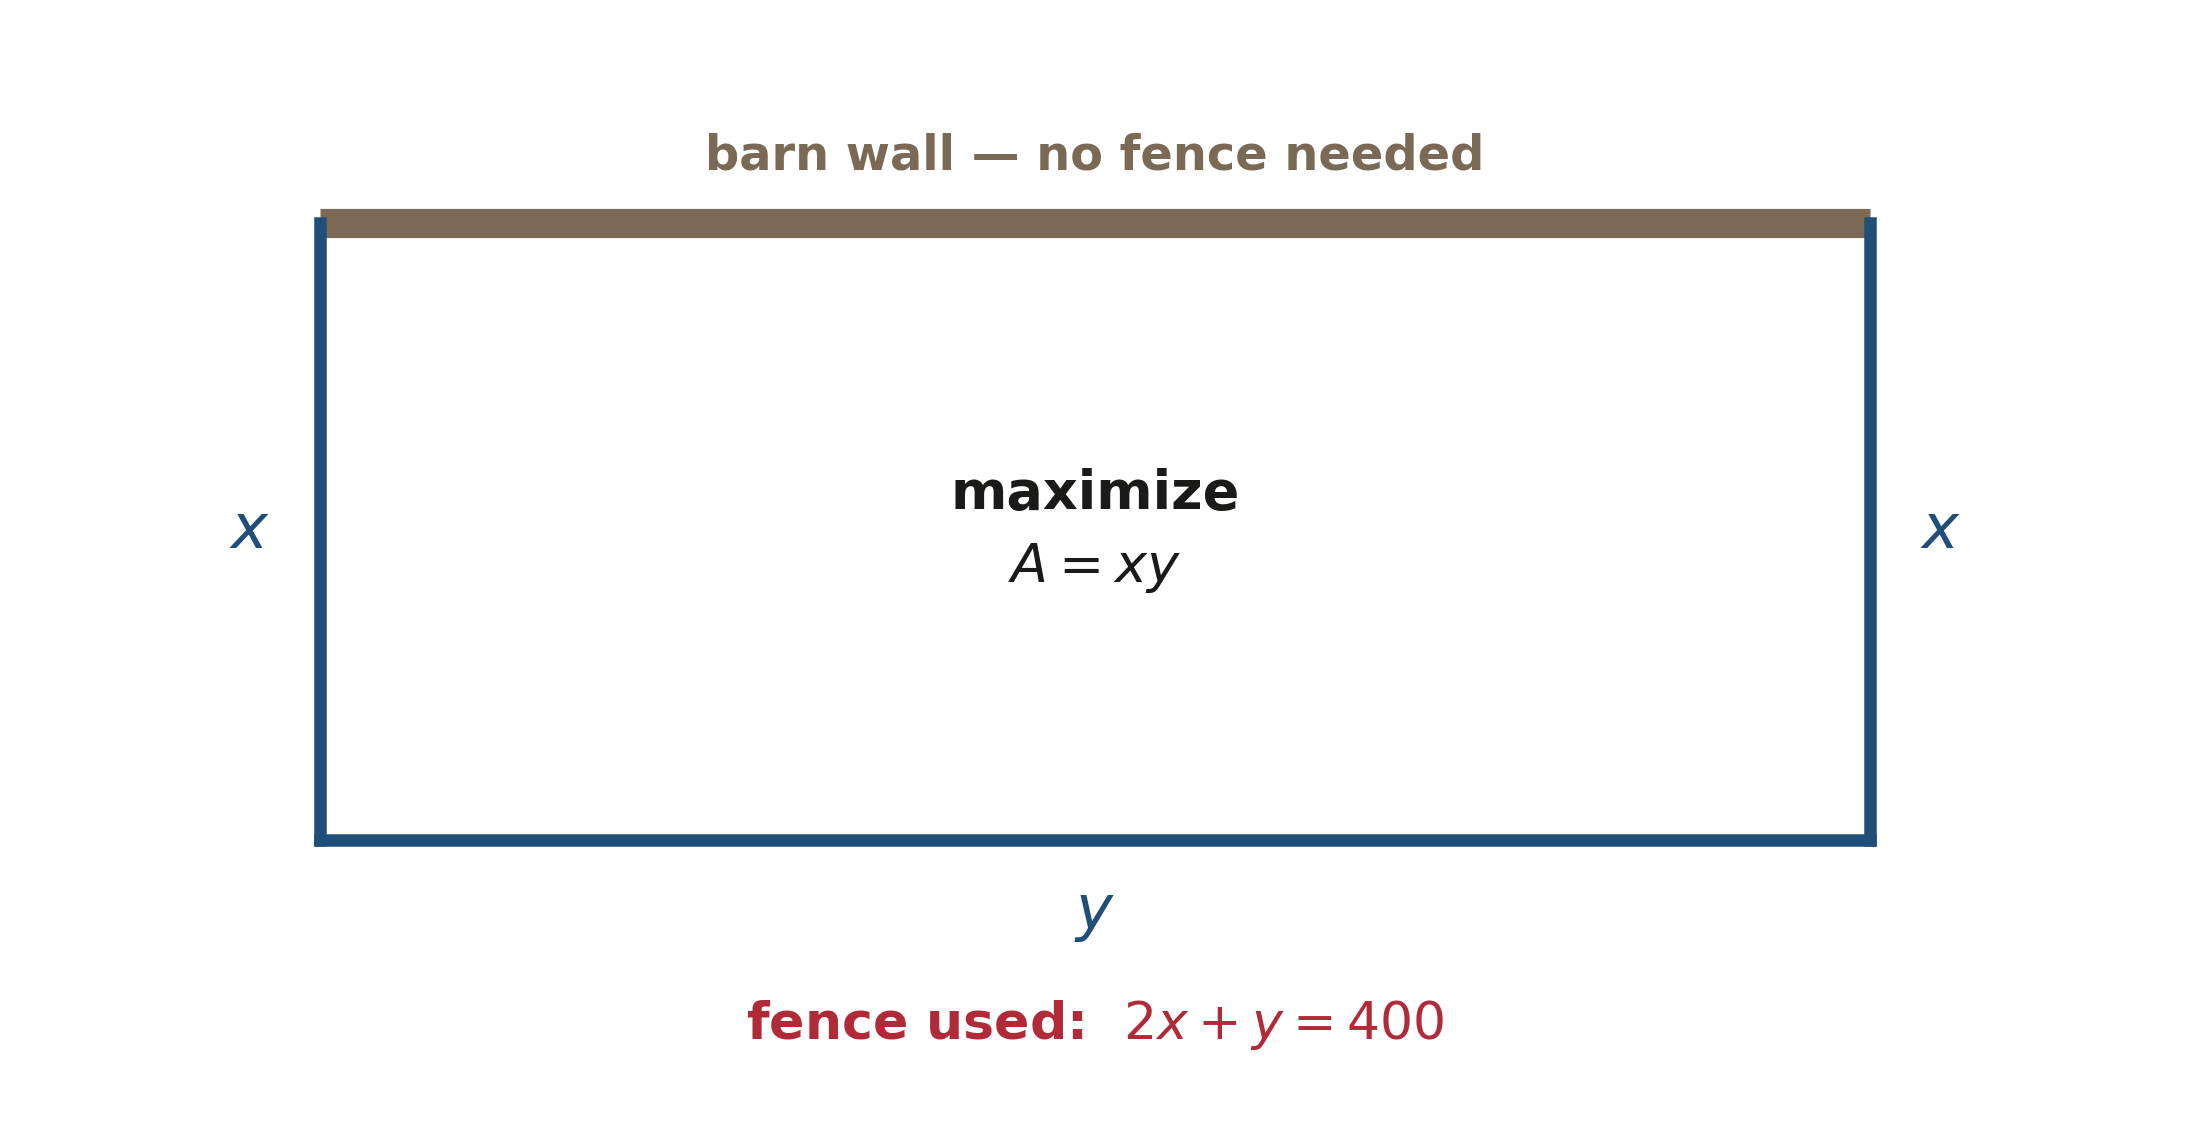 barn wall — no fence needed
maximize
x
x
A = xy
y
fence used: 2x + y = 400